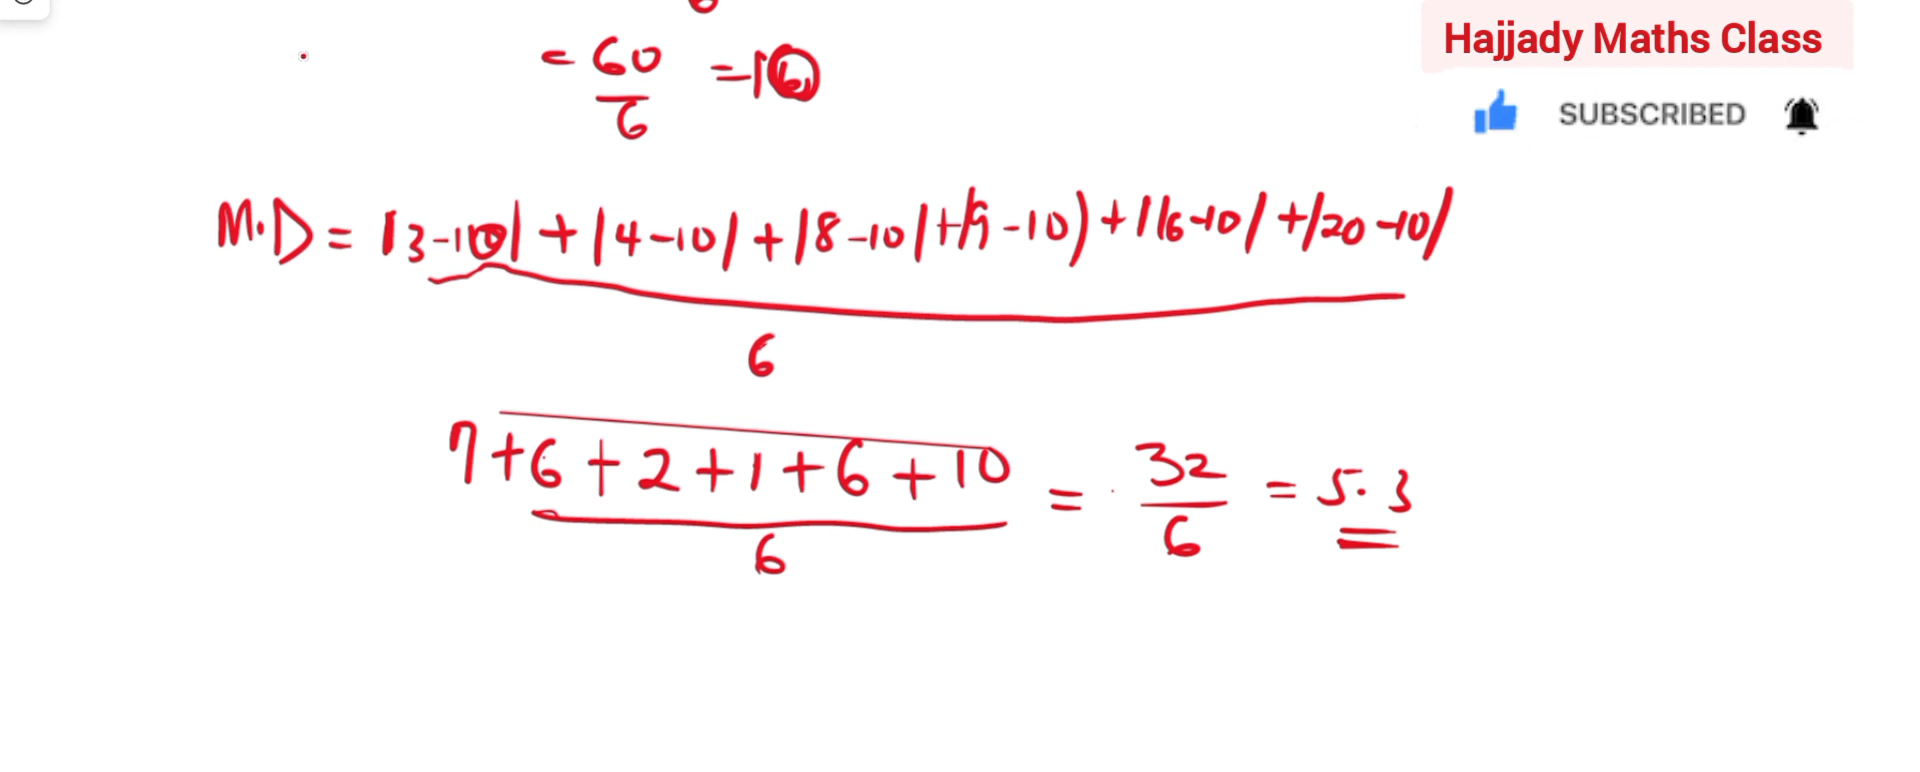 Hajjady Maths Class
SUBSCRIBED
= 60/6 = 10
M.D = |3-10| + |4-10| + |8-10| + |9-10) + |16-10| + |20-10|
6
7+6+2+1+6+10 = 32/6 = 5.3
6